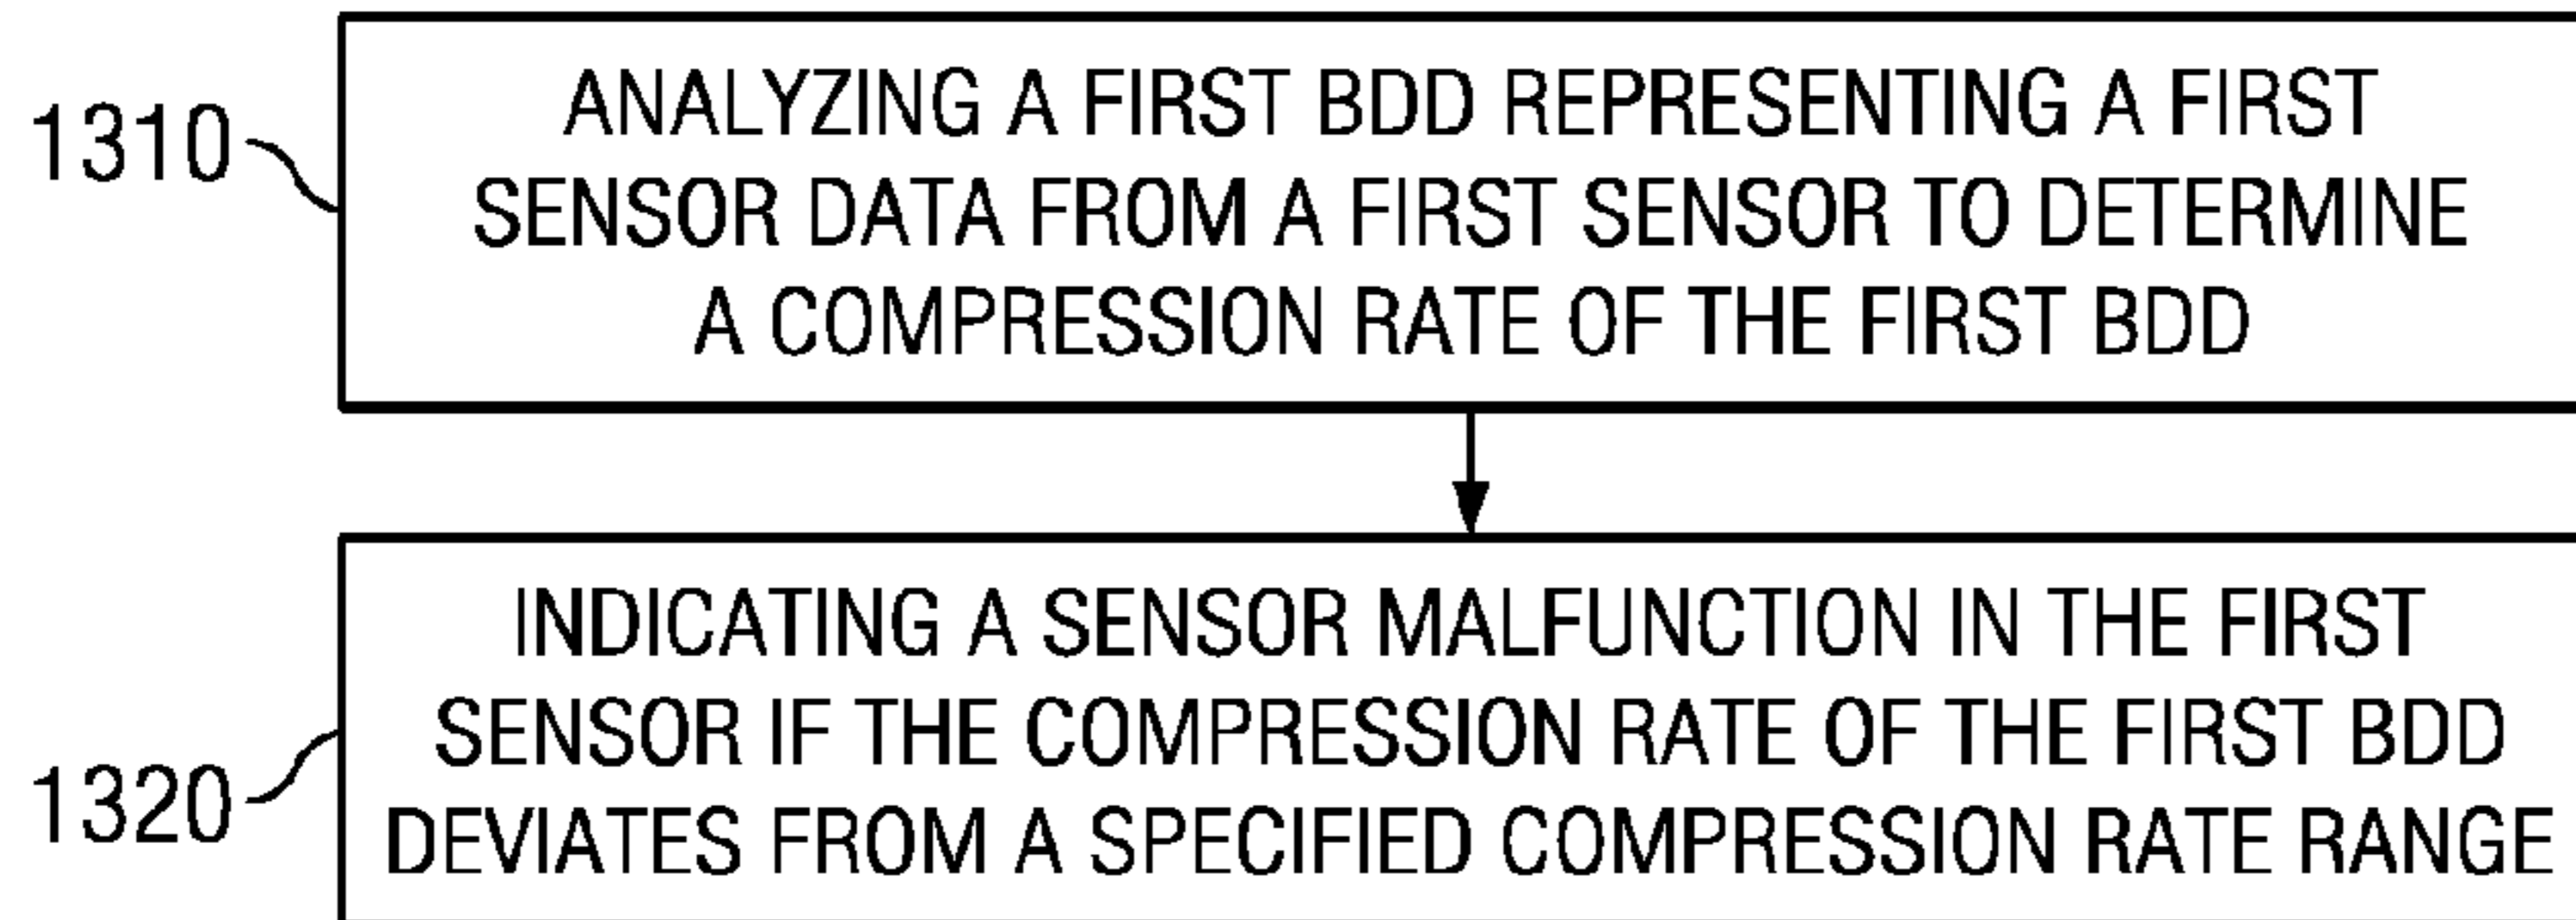 1310
ANALYZING A FIRST BDD REPRESENTING A FIRST
SENSOR DATA FROM A FIRST SENSOR TO DETERMINE
A COMPRESSION RATE OF THE FIRST BDD
1320
INDICATING A SENSOR MALFUNCTION IN THE FIRST
SENSOR IF THE COMPRESSION RATE OF THE FIRST BDD
DEVIATES FROM A SPECIFIED COMPRESSION RATE RANGE